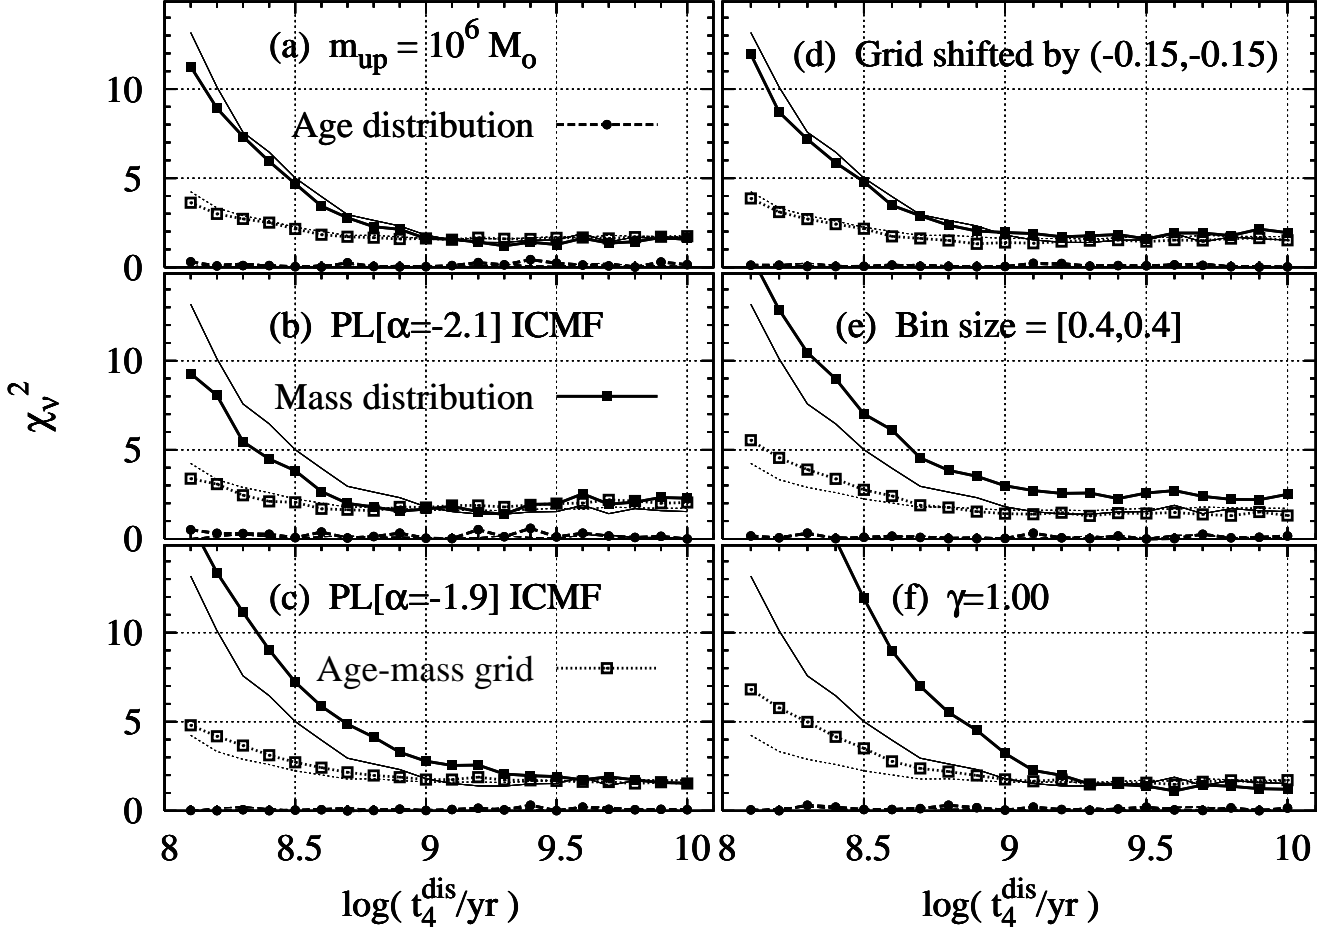 (a) m_up = 10^6 M_o
Age distribution
10
5
0
(d) Grid shifted by (-0.15,-0.15)
(b) PL[α=-2.1] ICMF
Mass distribution
10
5
0
(e) Bin size = [0.4,0.4]
χ_ν^2
(c) PL[α=-1.9] ICMF
Age-mass grid
10
5
0
(f) γ=1.00
8 8.5 9 9.5 10 8 8.5 9 9.5 10
log( t_4^dis/yr ) log( t_4^dis/yr )